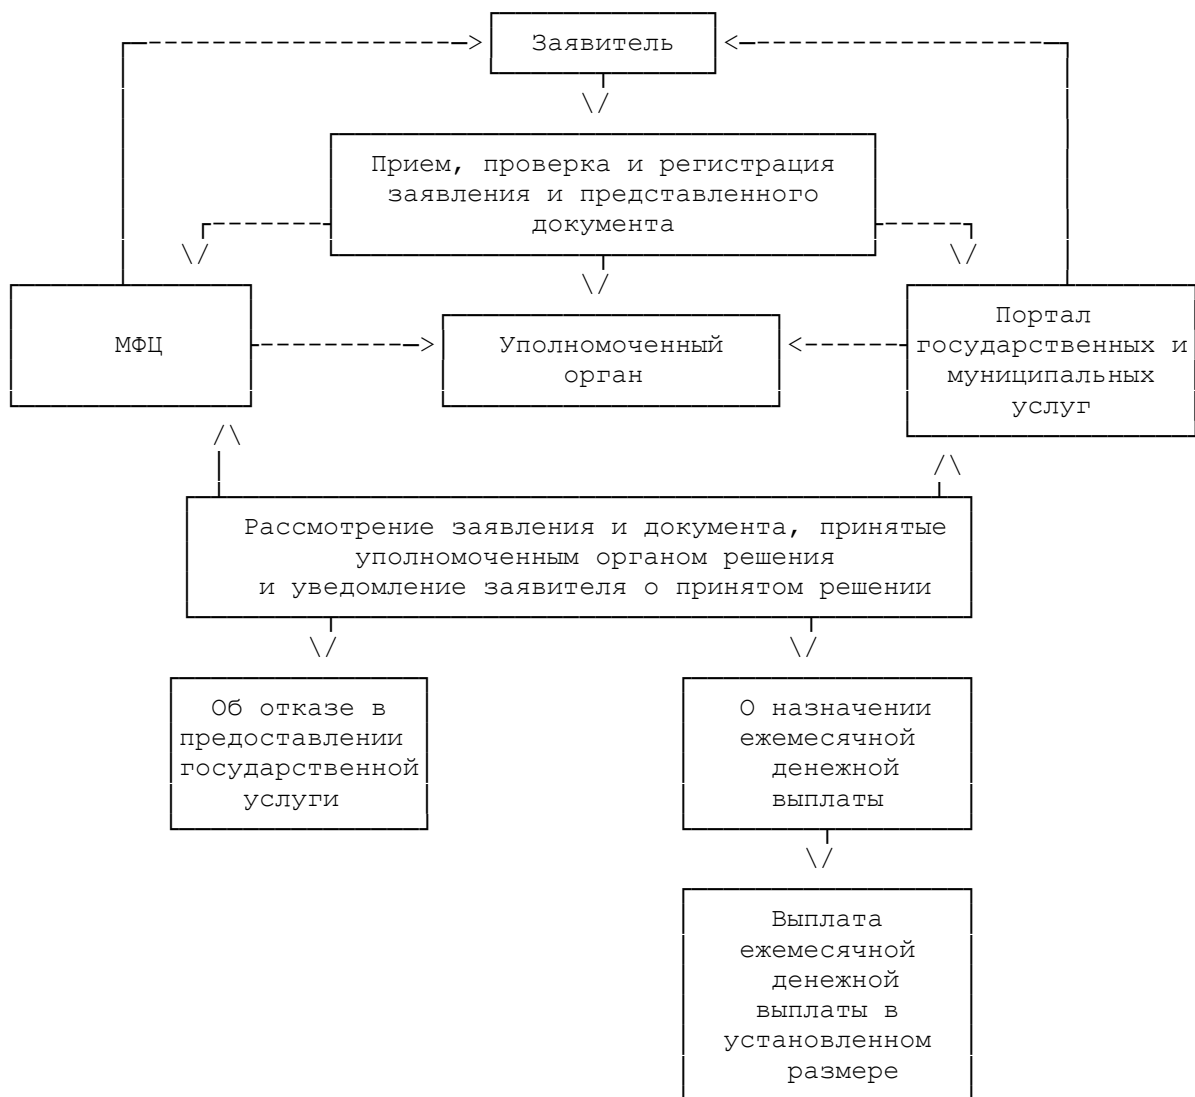 Заявитель
Прием, проверка и регистрация
заявления и представленного
документа
МФЦ
Уполномоченный
орган
Портал
государственных и
муниципальных
услуг
Рассмотрение заявления и документа, принятые
уполномоченным органом решения
и уведомление заявителя о принятом решении
Об отказе в
предоставлении
государственной
услуги
О назначении
ежемесячной
денежной
выплаты
Выплата
ежемесячной
денежной
выплаты в
установленном
размере